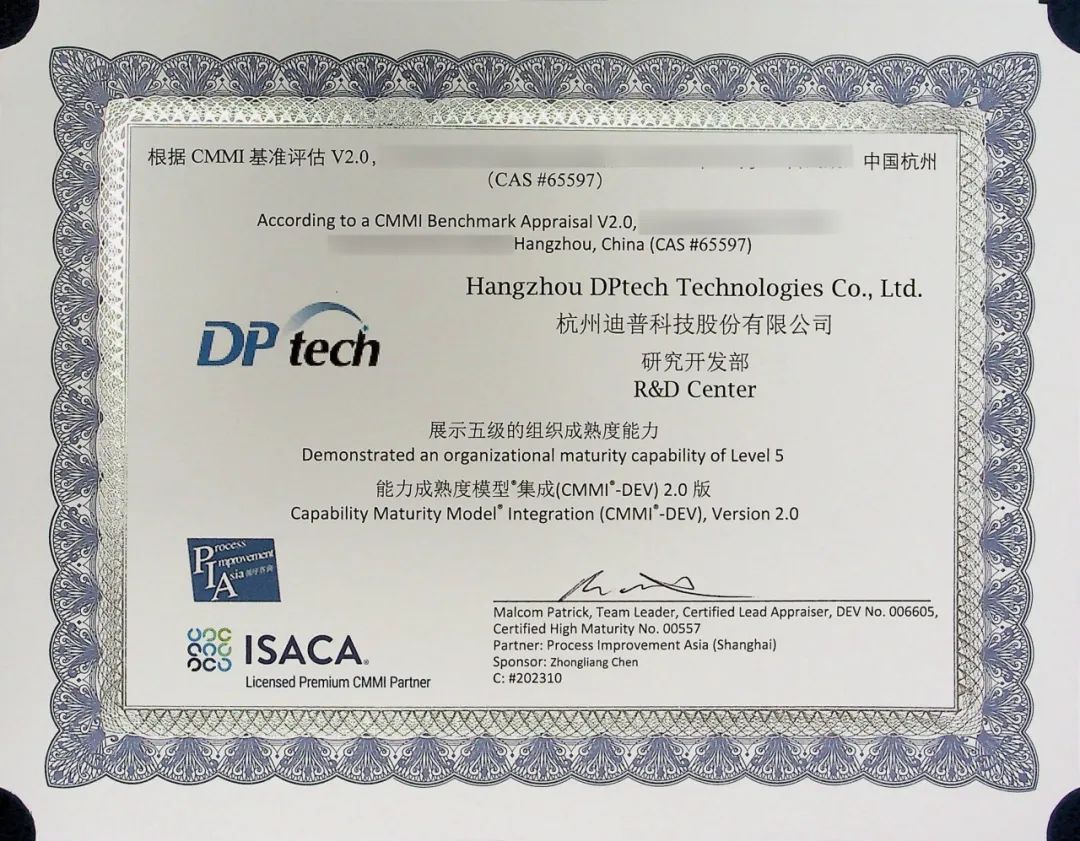 根据 CMMI 基准评估 V2.0, 中国杭州
(CAS #65597)
According to a CMMI Benchmark Appraisal V2.0,
Hangzhou, China (CAS #65597)
Hangzhou DPtech Technologies Co., Ltd.
杭州迪普科技股份有限公司
DPtech
研究开发部
R&D Center
展示五级的组织成熟度能力
Demonstrated an organizational maturity capability of Level 5
能力成熟度模型®集成(CMMI®-DEV) 2.0 版
Capability Maturity Model® Integration (CMMI®-DEV), Version 2.0
Process
Improvement
Asia
Malcom Patrick, Team Leader, Certified Lead Appraiser, DEV No. 006605,
Certified High Maturity No. 00557
Partner: Process Improvement Asia (Shanghai)
Sponsor: Zhongliang Chen
C: #202310
ISACA®
Licensed Premium CMMI Partner